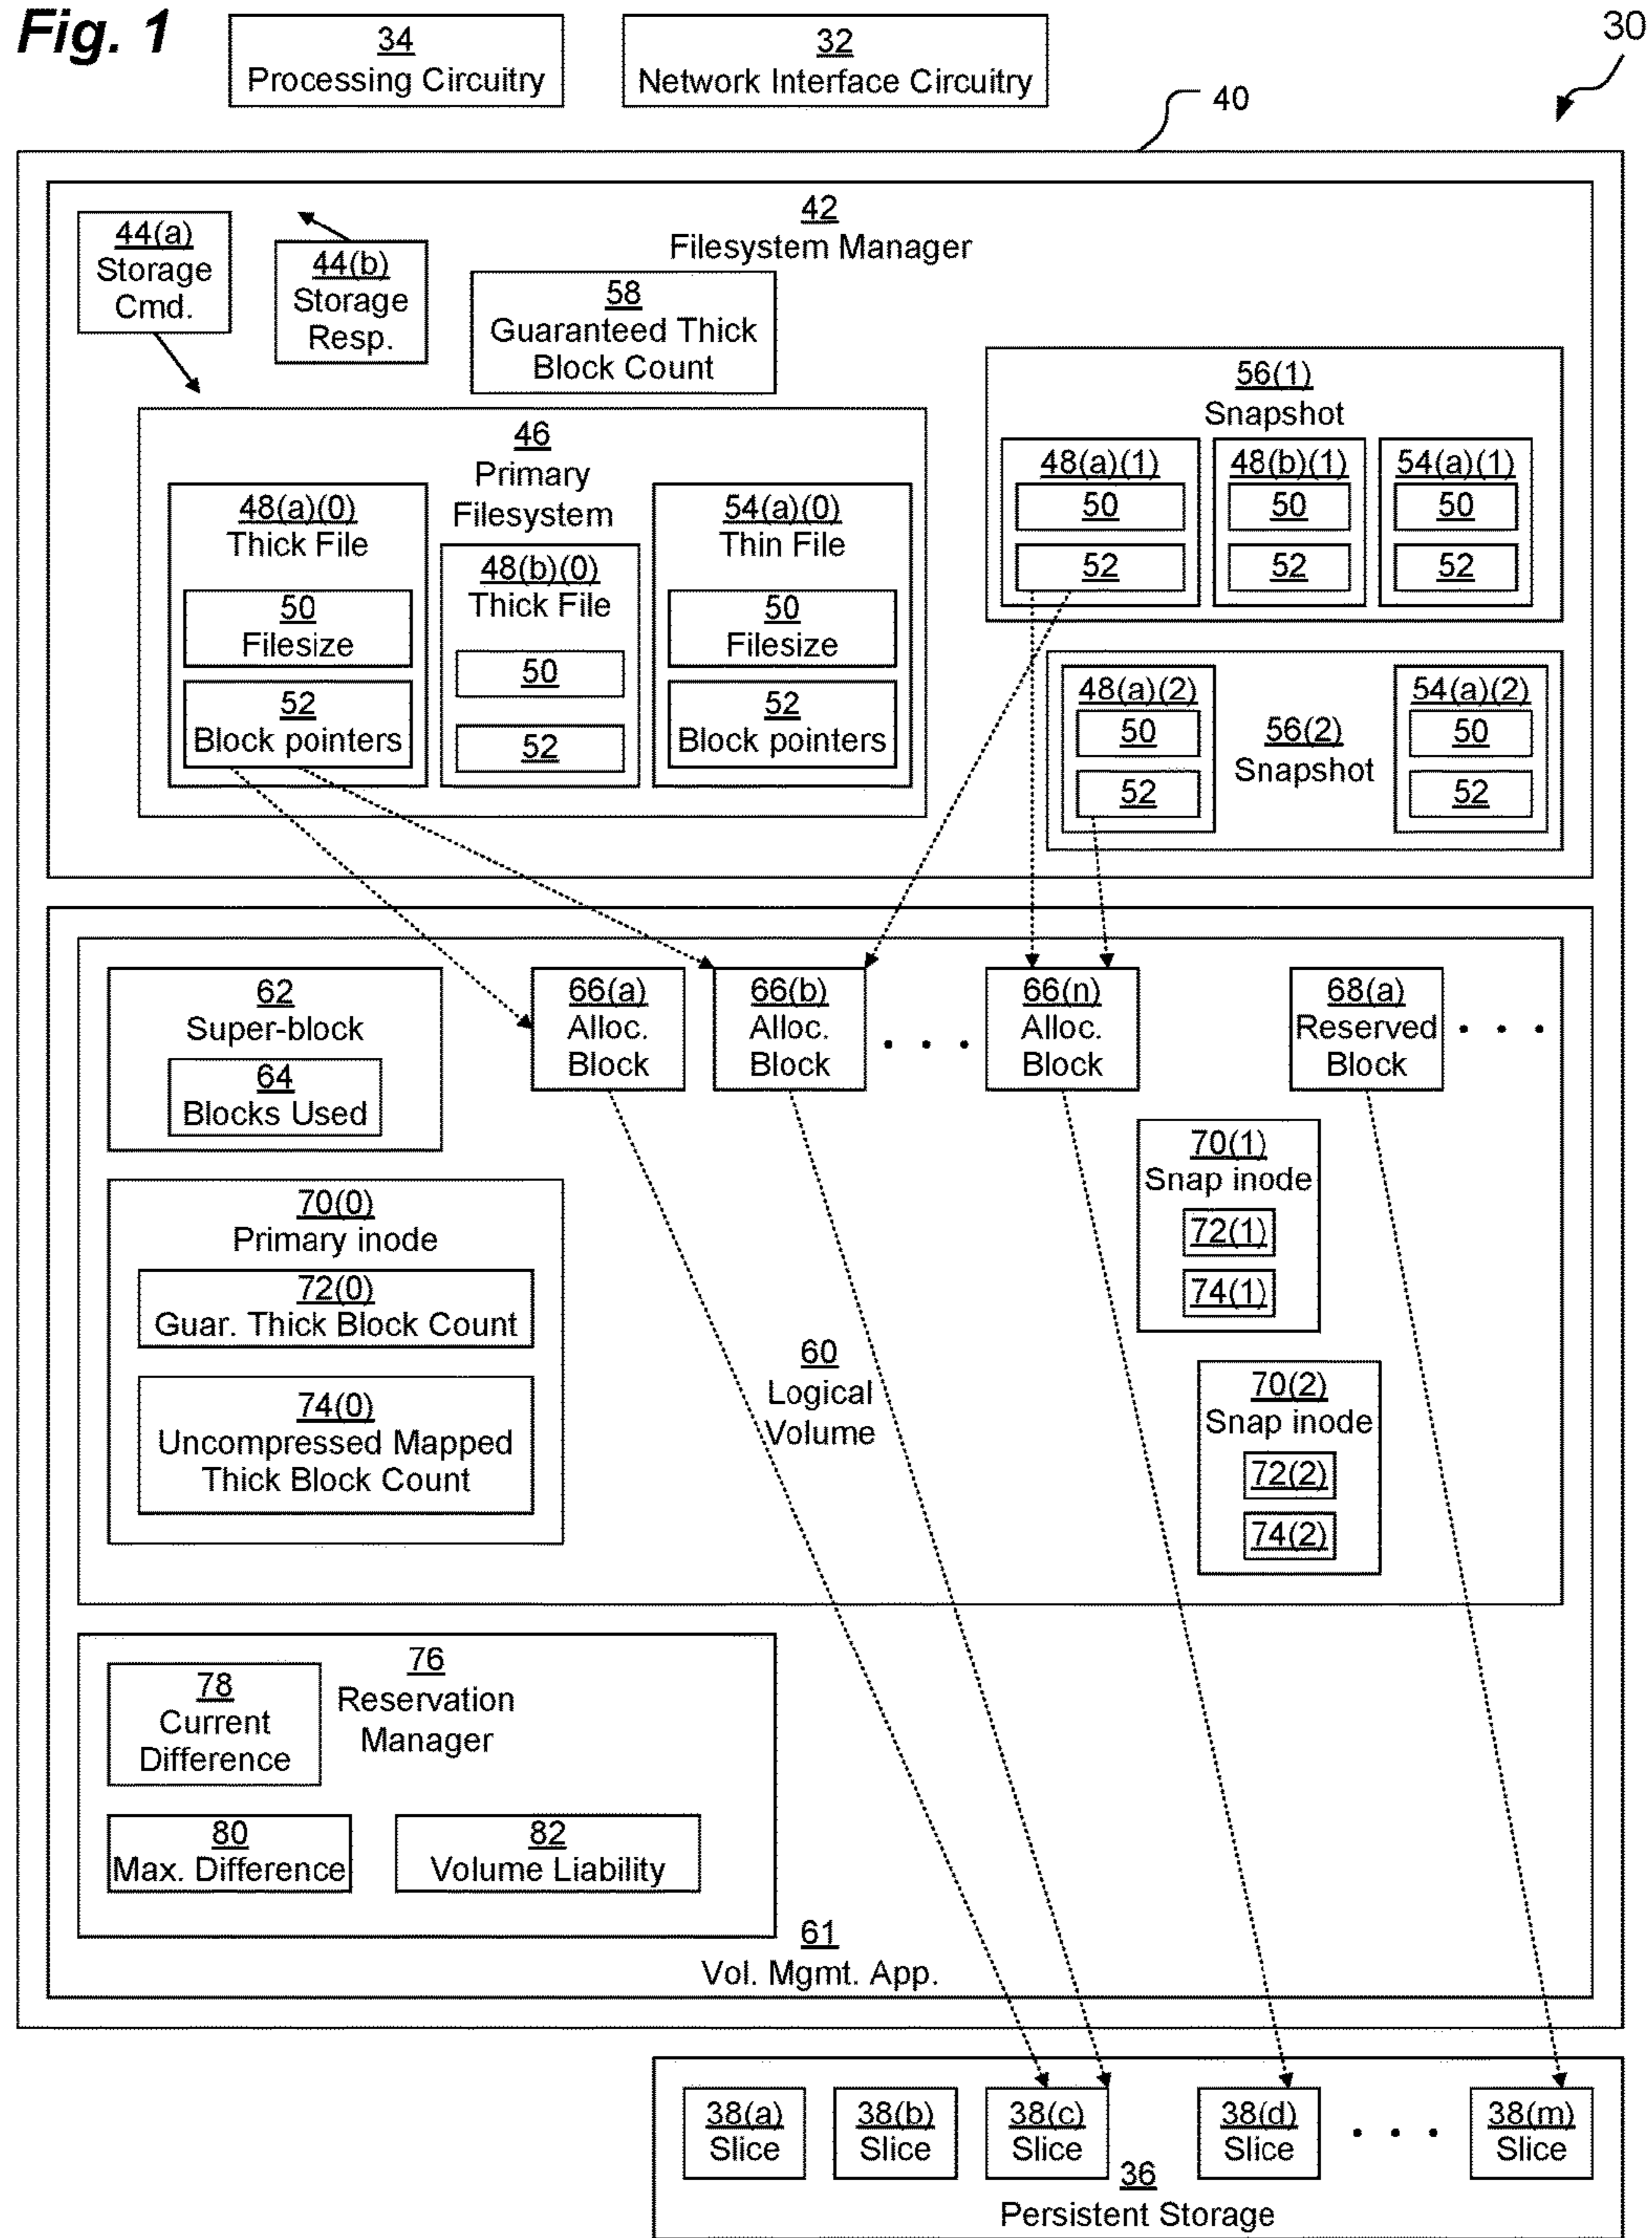 Fig. 1
34
Processing Circuitry
32
Network Interface Circuitry
30
40
42
Filesystem Manager
44(a)
Storage
Cmd.
44(b)
Storage
Resp.
58
Guaranteed Thick
Block Count
46
Primary
Filesystem
48(a)(0)
Thick File
50
Filesize
52
Block pointers
48(b)(0)
Thick File
50
52
54(a)(0)
Thin File
50
Filesize
52
Block pointers
56(1)
Snapshot
48(a)(1)
50
52
48(b)(1)
50
52
54(a)(1)
50
52
48(a)(2)
50
52
56(2)
Snapshot
54(a)(2)
50
52
62
Super-block
64
Blocks Used
66(a)
Alloc.
Block
66(b)
Alloc.
Block
. . .
66(n)
Alloc.
Block
68(a)
Reserved
Block
. . .
70(0)
Primary inode
72(0)
Guar. Thick Block Count
74(0)
Uncompressed Mapped
Thick Block Count
60
Logical
Volume
70(1)
Snap inode
72(1)
74(1)
70(2)
Snap inode
72(2)
74(2)
76
Reservation
Manager
78
Current
Difference
80
Max. Difference
82
Volume Liability
61
Vol. Mgmt. App.
38(a)
Slice
38(b)
Slice
38(c)
Slice
38(d)
Slice
. . .
38(m)
Slice
36
Persistent Storage